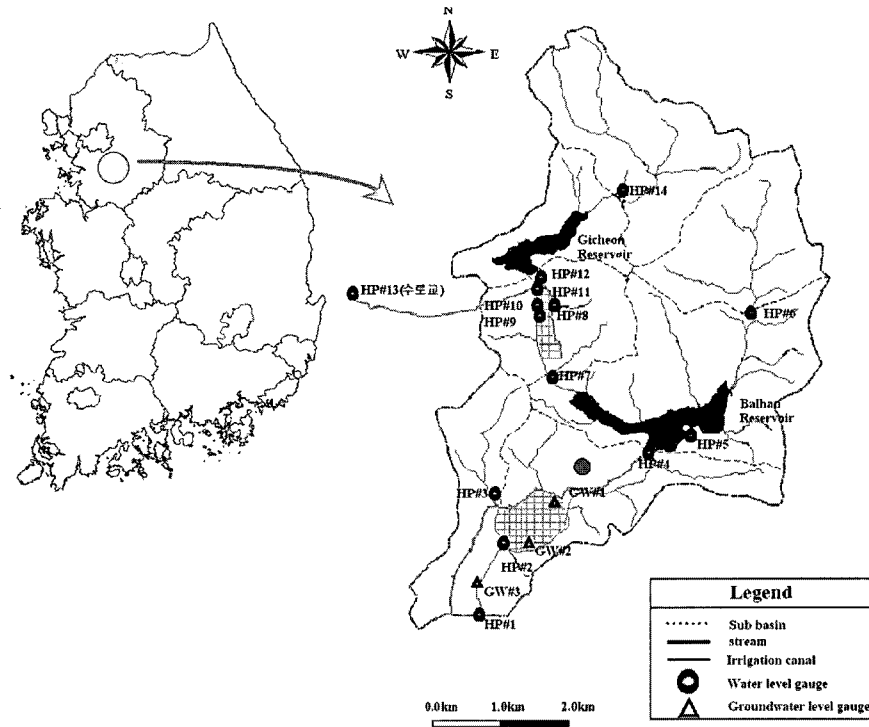 N
W
E
S
HP#14
Gicheon
Reservoir
HP#12
HP#13(수로교)
HP#11
HP#10
HP#8
HP#9
HP#6
HP#7
Balhan
Reservoir
HP#5
HP#4
HP#3
GW#1
GW#2
HP#2
GW#3
HP#1
Legend
Sub basin
stream
Irrigation canal
Water level gauge
Groundwater level gauge
0.0km 1.0km 2.0km